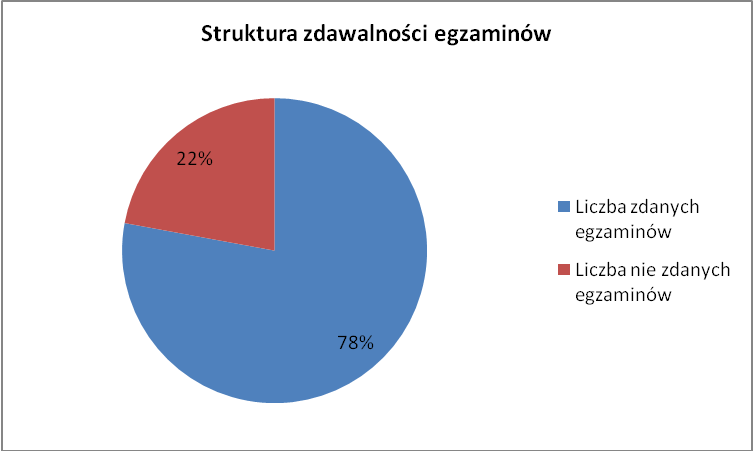 Struktura zdawalności egzaminów
22%
78%
Liczba zdanych
egzaminów
Liczba nie zdanych
egzaminów